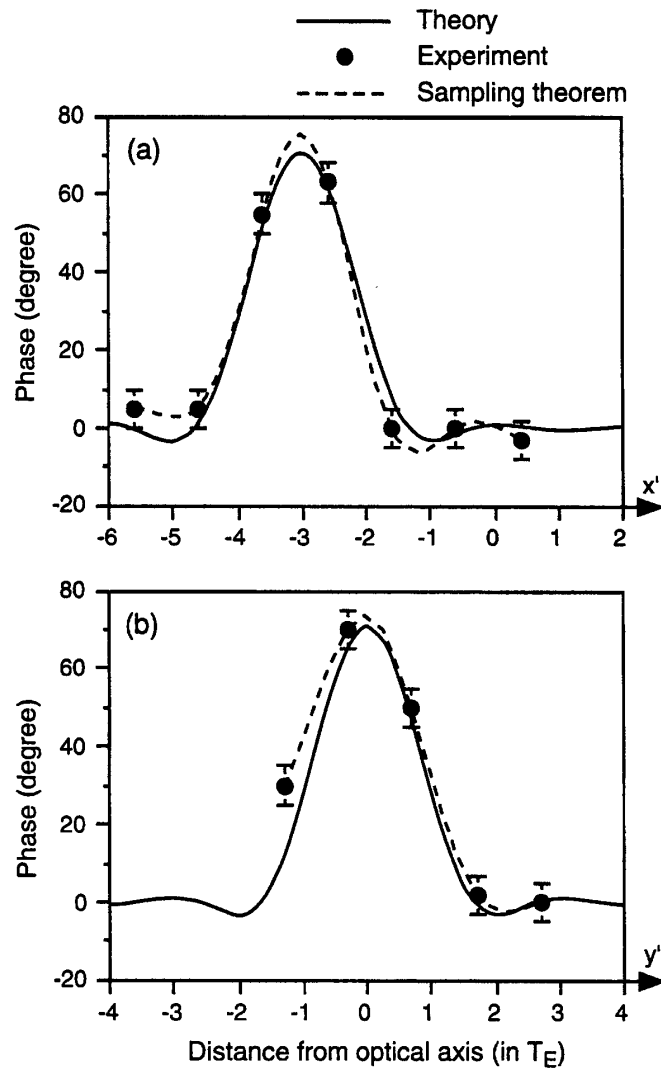 Theory
Experiment
Sampling theorem
(a)
Phase (degree)
80
60
40
20
0
-20
-6 -5 -4 -3 -2 -1 0 1 2
x'
(b)
Phase (degree)
80
60
40
20
0
-20
-4 -3 -2 -1 0 1 2 3 4
y'
Distance from optical axis (in T_E)